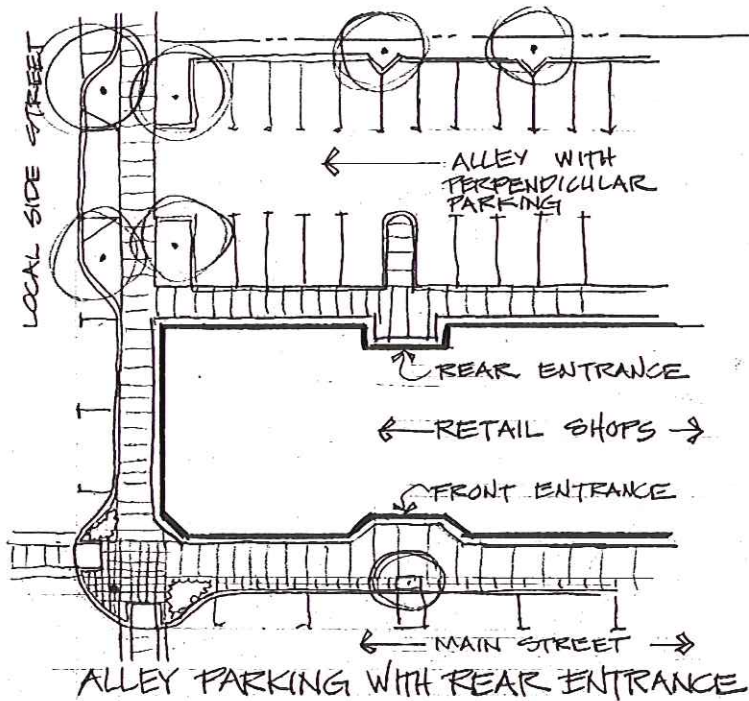 LOCAL SIDE STREET
ALLEY WITH
PERPENDICULAR
PARKING
REAR ENTRANCE
RETAIL SHOPS
FRONT ENTRANCE
MAIN STREET
ALLEY PARKING WITH REAR ENTRANCE